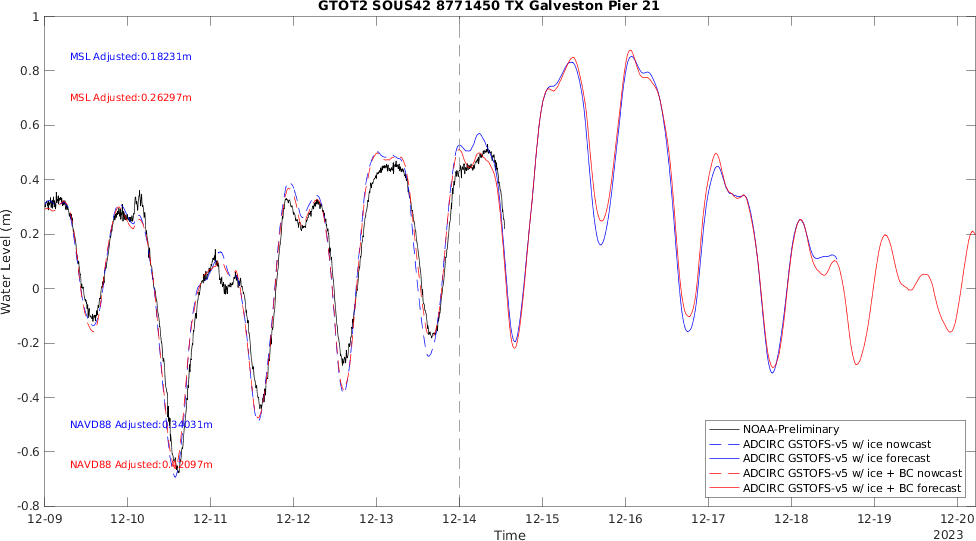 GTOT2 SOUS42 8771450 TX Galveston Pier 21
1
0.8
0.6
0.4
0.2
0
-0.2
-0.4
-0.6
-0.8
Water Level (m)
MSL Adjusted:0.18231m
MSL Adjusted:0.26297m
NAVD88 Adjusted:0.34031m
NAVD88 Adjusted:
NOAA-Preliminary
ADCIRC GSTOFS-v5 w/ ice nowcast
ADCIRC GSTOFS-v5 w/ ice forecast
ADCIRC GSTOFS-v5 w/ ice + BC nowcast
ADCIRC GSTOFS-v5 w/ ice + BC forecast
12-09 12-10 12-11 12-12 12-13 12-14 12-15 12-16 12-17 12-18 12-19 12-20
Time
2023